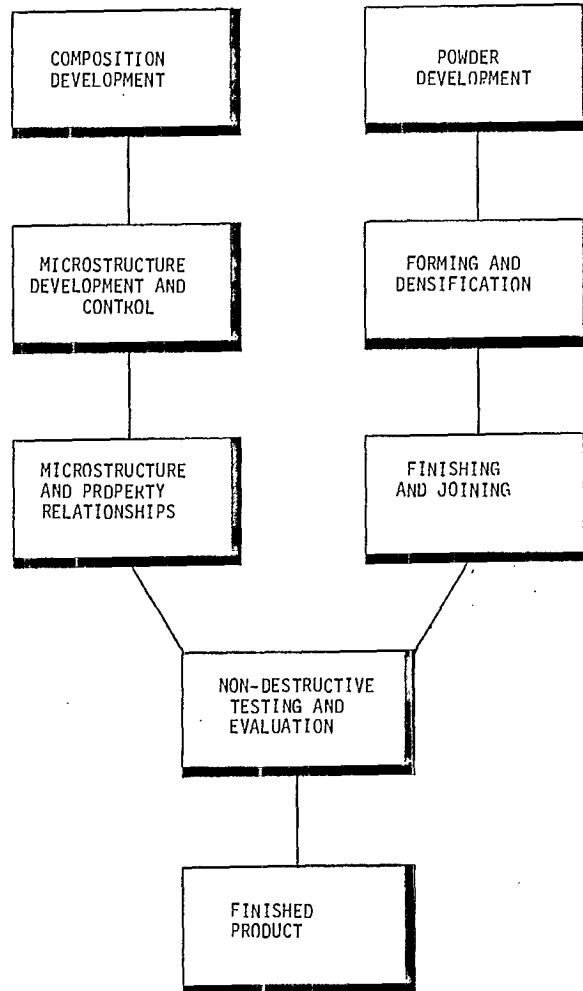 COMPOSITION
DEVELOPMENT
POWDER
DEVELOPMENT
MICROSTRUCTURE
DEVELOPMENT AND
CONTROL
FORMING AND
DENSIFICATION
MICROSTRUCTURE
AND PROPERTY
RELATIONSHIPS
FINISHING
AND JOINING
NON-DESTRUCTIVE
TESTING AND
EVALUATION
FINISHED
PRODUCT